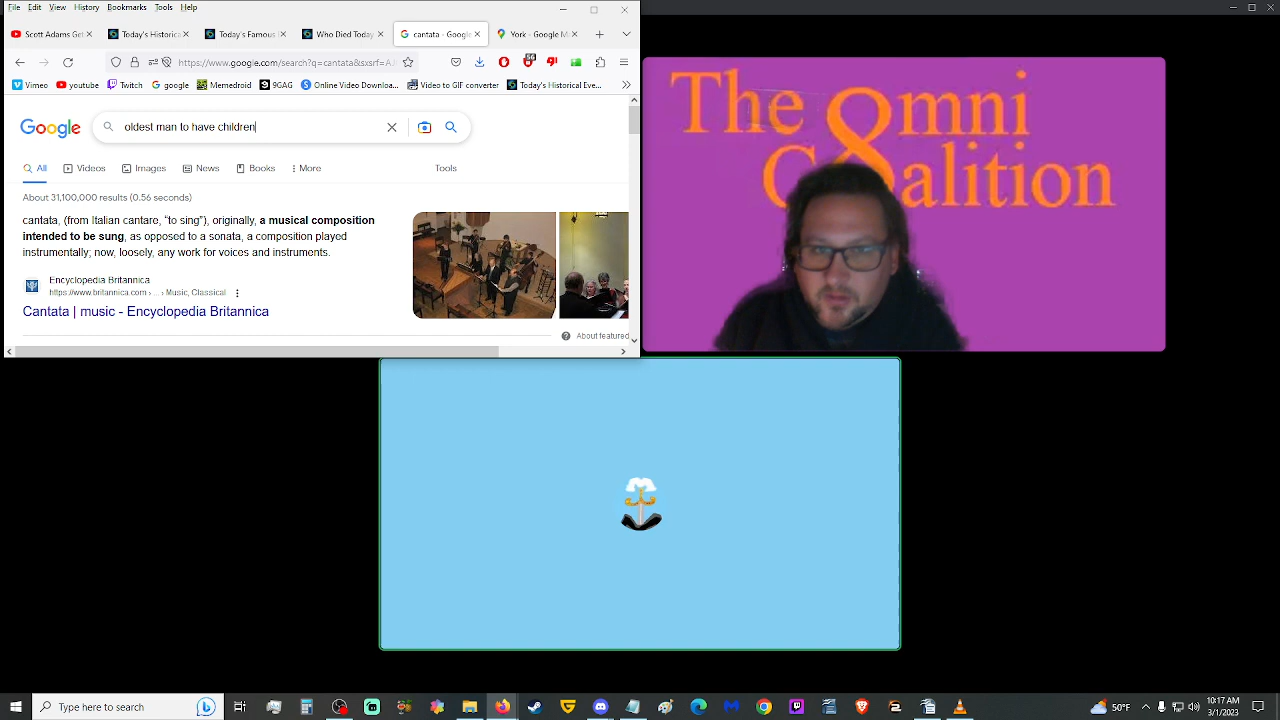 File Edit View History Bookmarks Tools Help
Scott Adams Get
Today's Historica
Today's Famous
Who Died Today
cantata - Google
York - Google M
https://www.google.com/search?q=cantata&sxsrf=AJ
Vimeo
youtube
Twitch
google
Memedroid
9GAG
Online Video Downloa...
Video to GIF converter
Today's Historical Eve...
Google
oldest man to have children
All
Videos
Images
News
Books
More
Tools
About 31,100,000 results (0.56 seconds)
cantata, (from Italian cantare, “to sing”), originally, a musical composition
intended to be sung, as opposed to a sonata, a composition played
instrumentally; now, loosely, any work for voices and instruments.
Encyclopedia Britannica
https://www.britannica.com › ... › Music, Classical
Cantata | music - Encyclopedia Britannica
About featured
The 8mni
C8alition
Type here to search
50°F
10:17 AM
3/1/2023